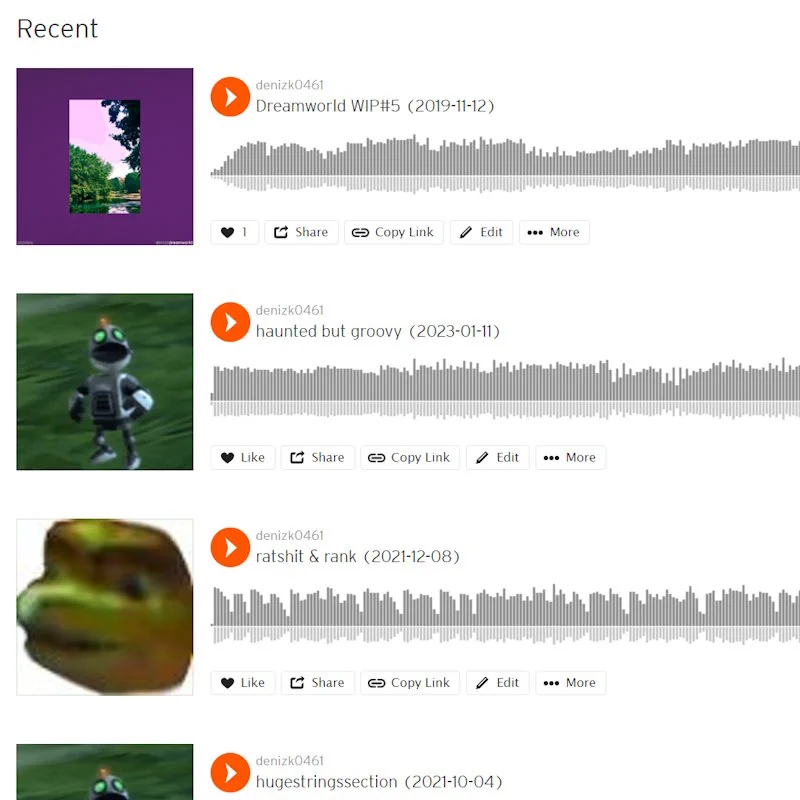 Recent
denizk0461
Dreamworld WIP#5 (2019-11-12)
1 Share Copy Link Edit More
denizk0461
haunted but groovy (2023-01-11)
Like Share Copy Link Edit More
denizk0461
ratshit & rank (2021-12-08)
Like Share Copy Link Edit More
denizk0461
hugestringssection (2021-10-04)